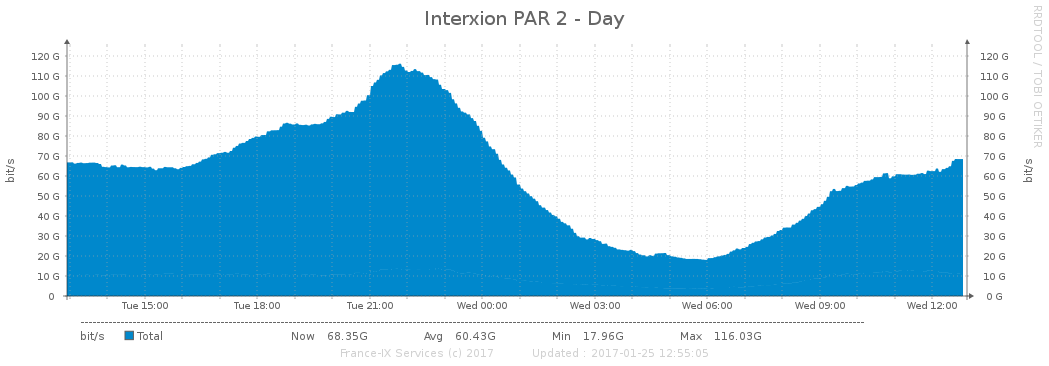 Interxion PAR 2 - Day
RRDTOOL / TOBI OETIKER
120 G 120 G
110 G 110 G
100 G 100 G
90 G 90 G
80 G 80 G
70 G 70 G
60 G 60 G
50 G 50 G
40 G 40 G
30 G 30 G
20 G 20 G
10 G 10 G
0 0 G
bit/s
bit/s
Tue 15:00 Tue 18:00 Tue 21:00 Wed 00:00 Wed 03:00 Wed 06:00 Wed 09:00 Wed 12:00
bit/s Total Now 68.35G Avg 60.43G Min 17.96G Max 116.03G
France-IX Services (c) 2017 Updated : 2017-01-25 12:55:05